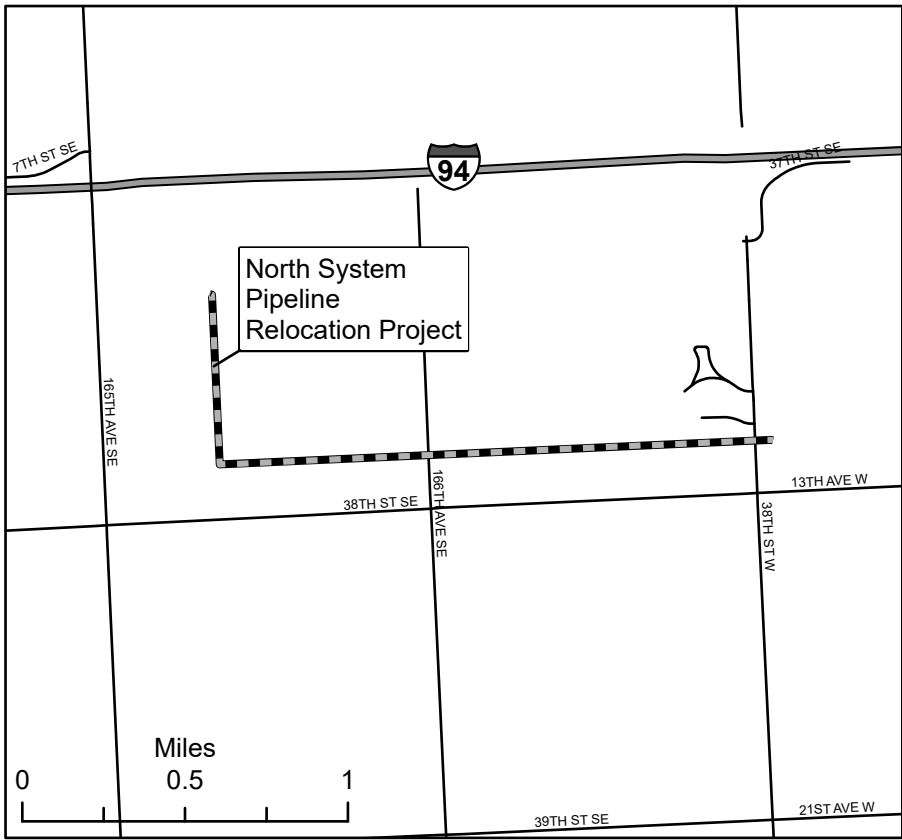 7TH ST SE
94
37TH ST SE
North System
Pipeline
Relocation Project
165TH AVE SE
166TH AVE SE
13TH AVE W
38TH ST SE
38TH ST W
Miles
0 0.5 1
39TH ST SE
21ST AVE W